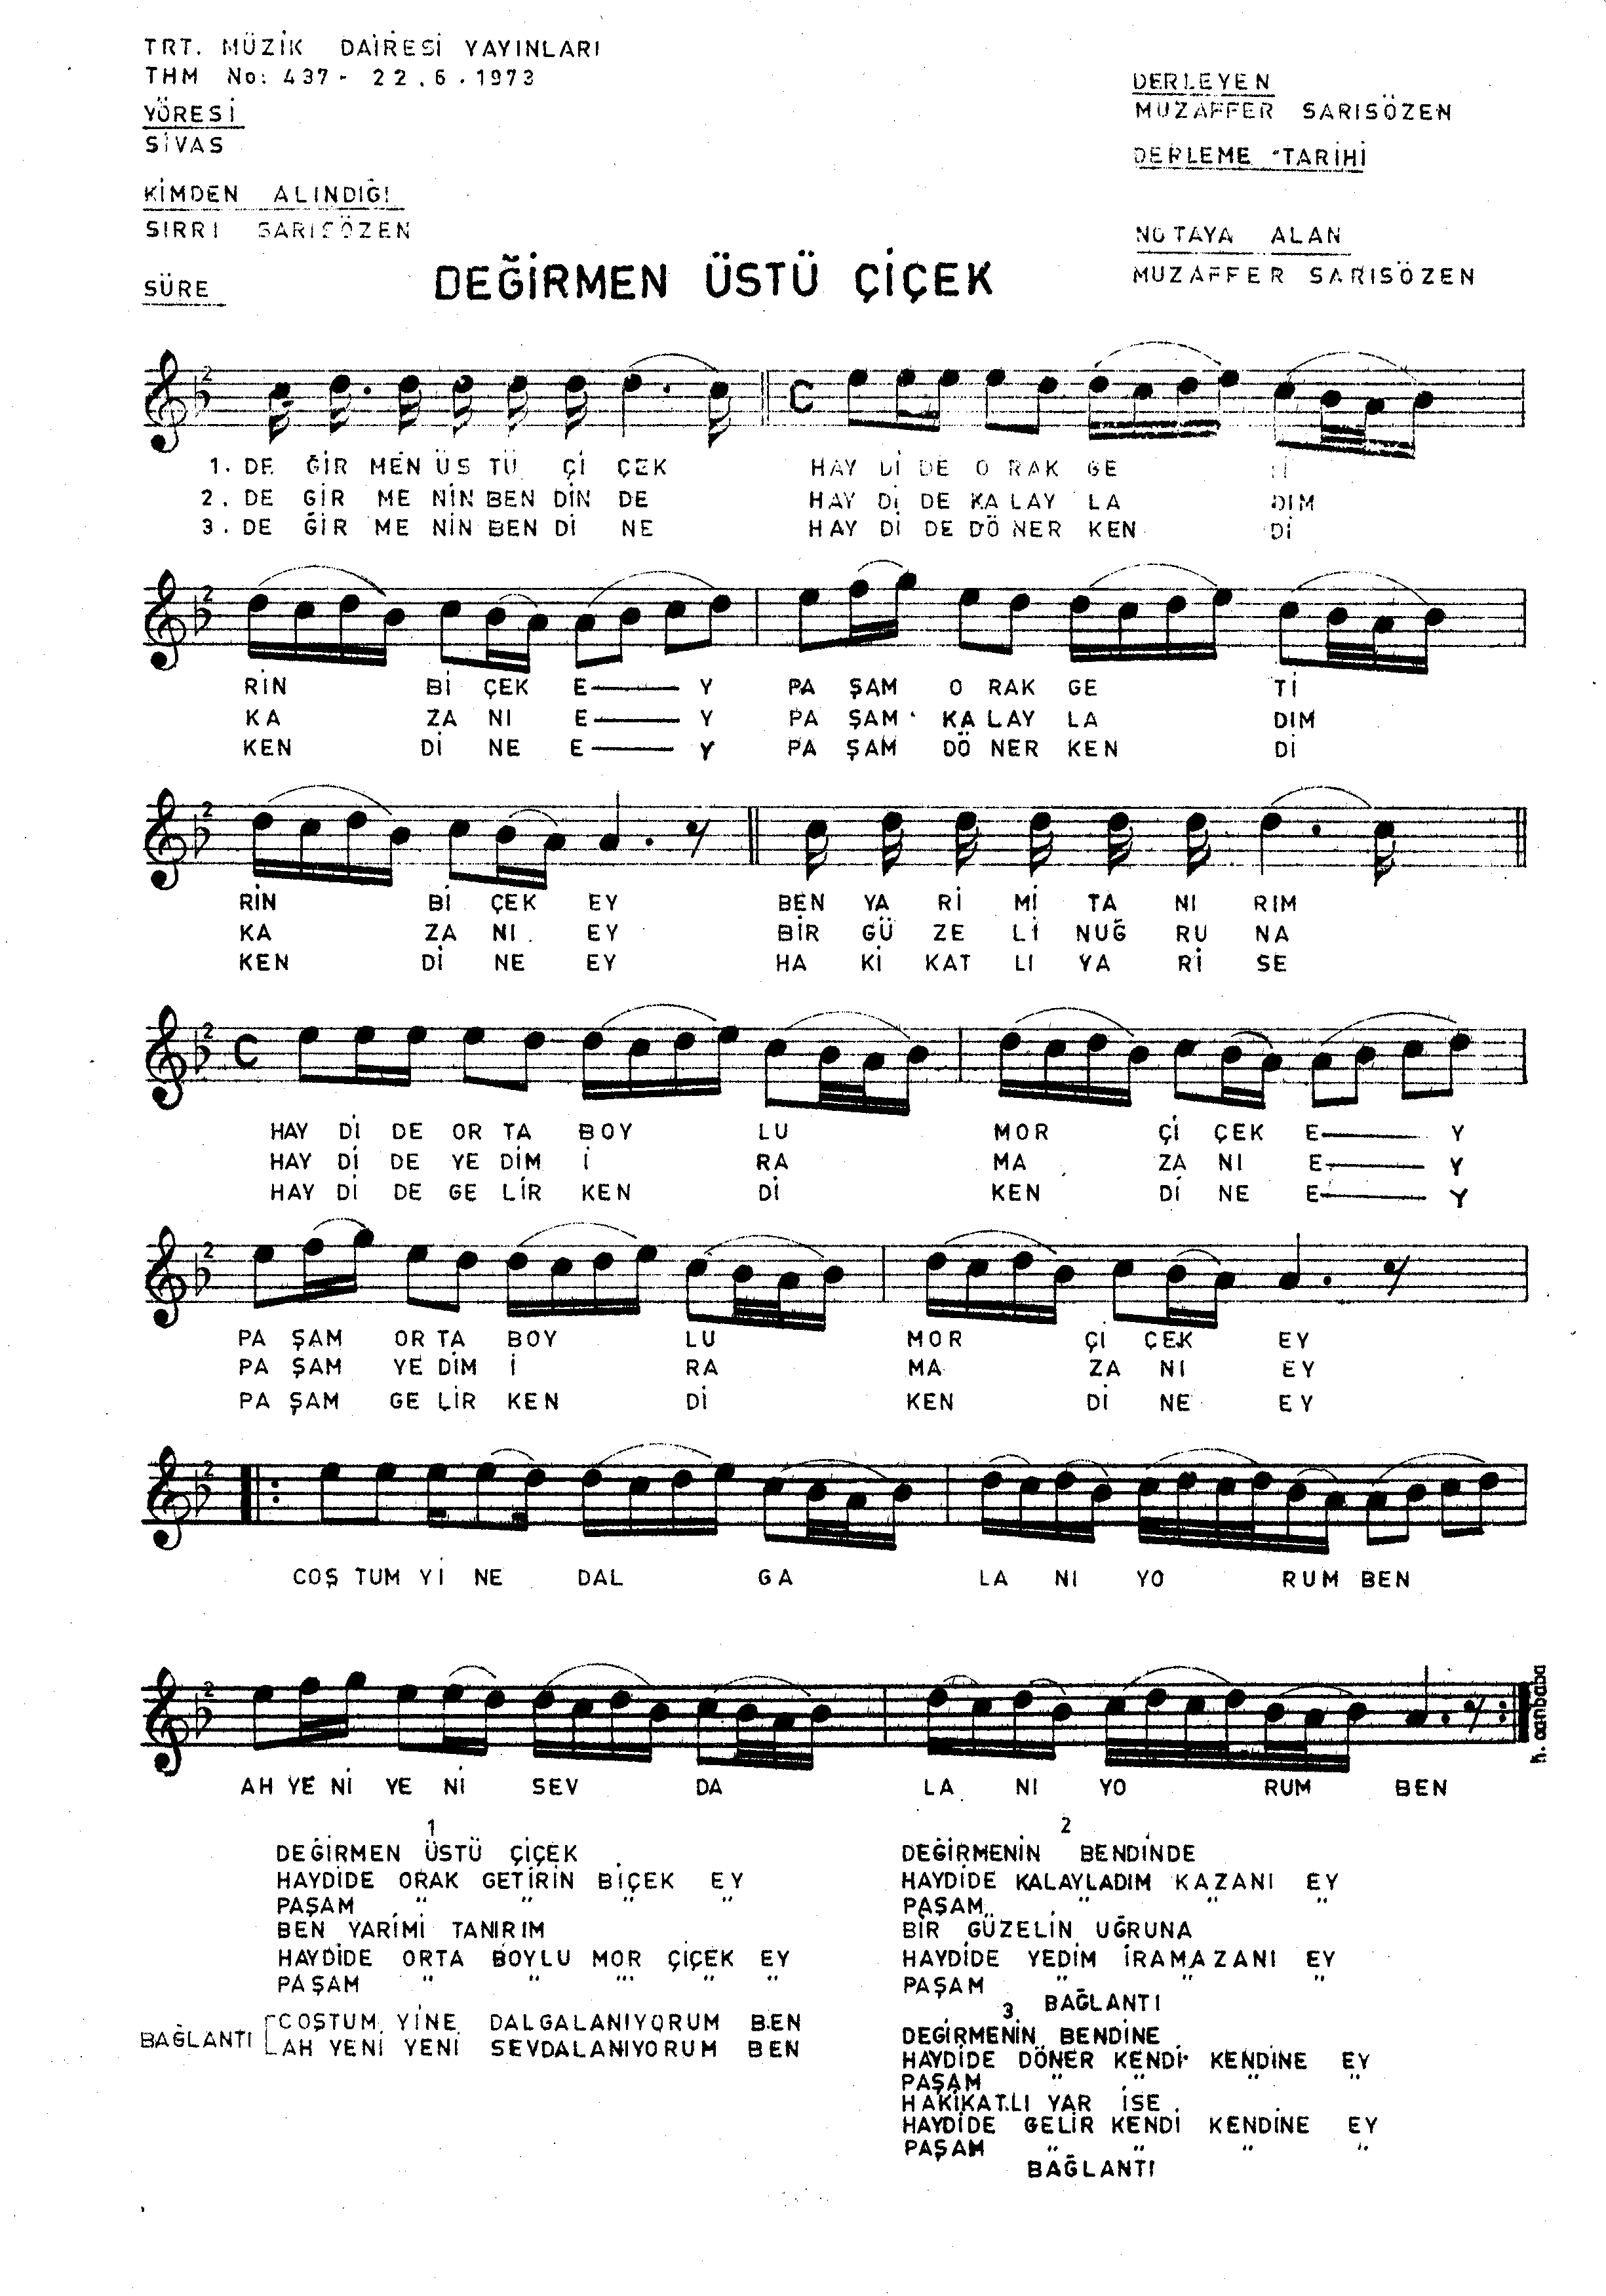 TRT. MÜZİK DAİRESİ YAYINLARI
THM No: 437- 22.6.1973
YÖRESİ
SİVAS
KİMDEN ALINDIĞI
SIRRI SARISÖZEN
SÜRE
DERLEYEN
MUZAFFER SARISÖZEN
DERLEME TARİHİ
NOTAYA ALAN
MUZAFFER SARISÖZEN
DEĞİRMEN ÜSTÜ ÇİÇEK
1. DE ĞİR MEN ÜS TÜ Çİ ÇEK HAY Dİ DE O RAK GE Tİ
2. DE GİR ME NİN BEN DİN DE HAY Dİ DE KA LAY LA DIM
3. DE ĞİR ME NİN BEN Dİ NE HAY Dİ DE DÖ NER KEN Dİ
RİN Bİ ÇEK E——Y PA ŞAM O RAK GE Tİ
KA ZA NI E——Y PA ŞAM KA LAY LA DIM
KEN Dİ NE E——Y PA ŞAM DÖ NER KEN Dİ
RİN Bİ ÇEK EY BEN YA Rİ Mİ TA NI RIM
KA ZA NI EY BİR GÜ ZE Lİ NUĞ RU NA
KEN Dİ NE EY HA Kİ KAT LI YA Rİ SE
HAY Dİ DE OR TA BOY LU MOR Çİ ÇEK E——Y
HAY Dİ DE YE DİM İ RA MA ZA NI E——Y
HAY Dİ DE GE LİR KEN Dİ KEN Dİ NE E——Y
PA ŞAM OR TA BOY LU MOR Çİ ÇEK EY
PA ŞAM YE DİM İ RA MA ZA NI EY
PA ŞAM GE LİR KEN Dİ KEN Dİ NE EY
COŞ TUM Yİ NE DAL GA LA NI YO RUM BEN
AH YE Nİ YE Nİ SEV DA LA NI YO RUM BEN
h. canbaba
1
DEĞİRMEN ÜSTÜ ÇİÇEK
HAYDİDE ORAK GETİRİN BİÇEK EY
PAŞAM " " " "
BEN YARİMİ TANIRIM
HAYDİDE ORTA BOYLU MOR ÇİÇEK EY
PAŞAM " " " " "
BAĞLANTI
COŞTUM YİNE DALGALANIYORUM BEN
AH YENİ YENİ SEVDALANIYORUM BEN
2
DEĞİRMENİN BENDİNDE
HAYDİDE KALAYLADIM KAZANI EY
PAŞAM " " "
BİR GÜZELİN UĞRUNA
HAYDİDE YEDİM İRAMAZANI EY
PAŞAM " " "
BAĞLANTI
3
DEGİRMENİN BENDİNE
HAYDİDE DÖNER KENDİ KENDİNE EY
PAŞAM " " " "
HAKİKATLI YAR İSE
HAYDİDE GELİR KENDİ KENDİNE EY
PAŞAM " " " "
BAĞLANTI